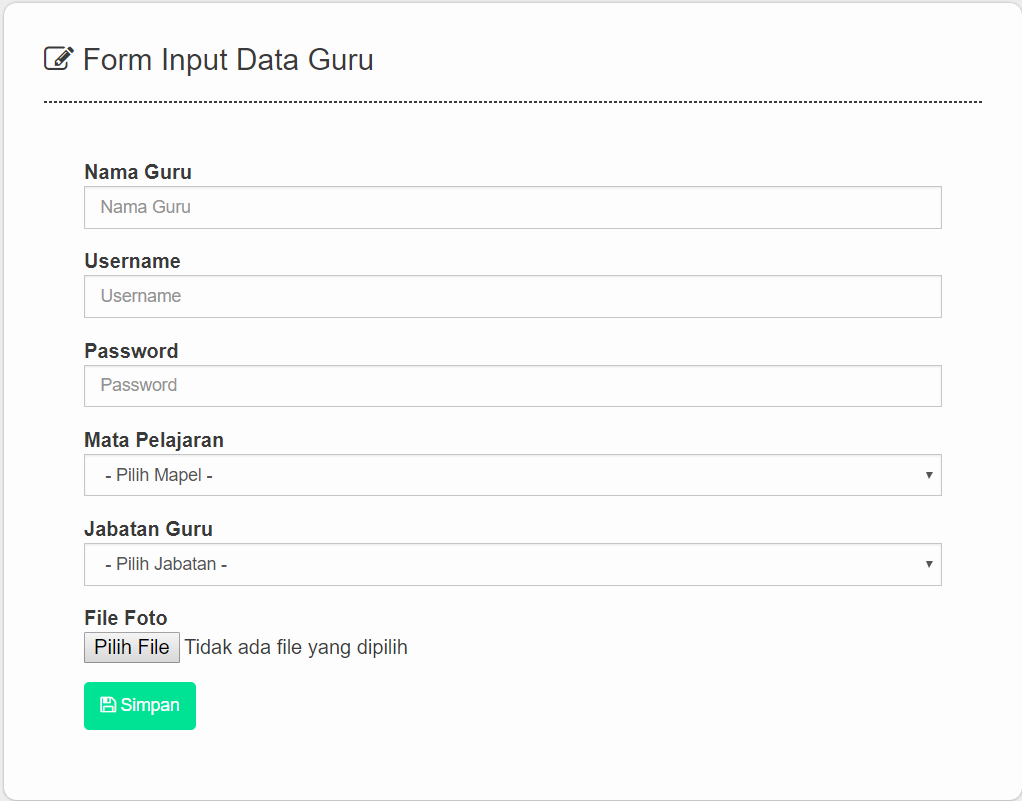 Form Input Data Guru
Nama Guru
Nama Guru
Username
Username
Password
Password
Mata Pelajaran
- Pilih Mapel -
Jabatan Guru
- Pilih Jabatan -
File Foto
Pilih File Tidak ada file yang dipilih
Simpan